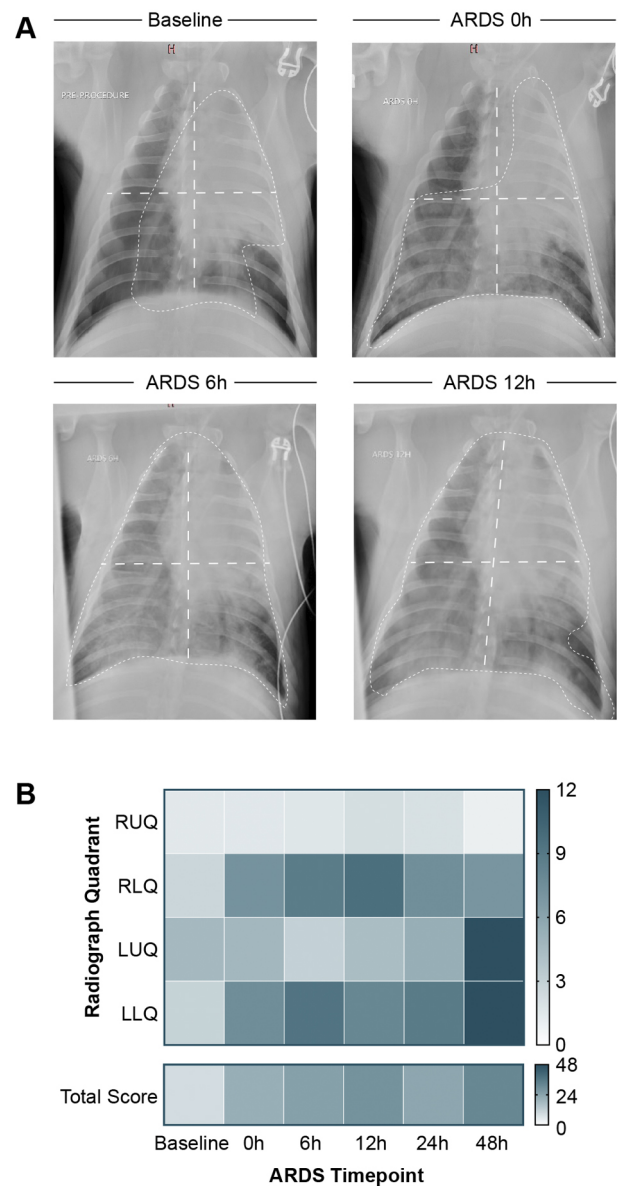 A
Baseline
ARDS 0h
H
H
PRE PROCEDURE
ARDS 0H
ARDS 6h
ARDS 12h
ARDS 6H
ARDS 12H
B
Radiograph Quadrant
RUQ
RLQ
LUQ
LLQ
12
9
6
3
0
Total Score
48
24
0
Baseline 0h 6h 12h 24h 48h
ARDS Timepoint